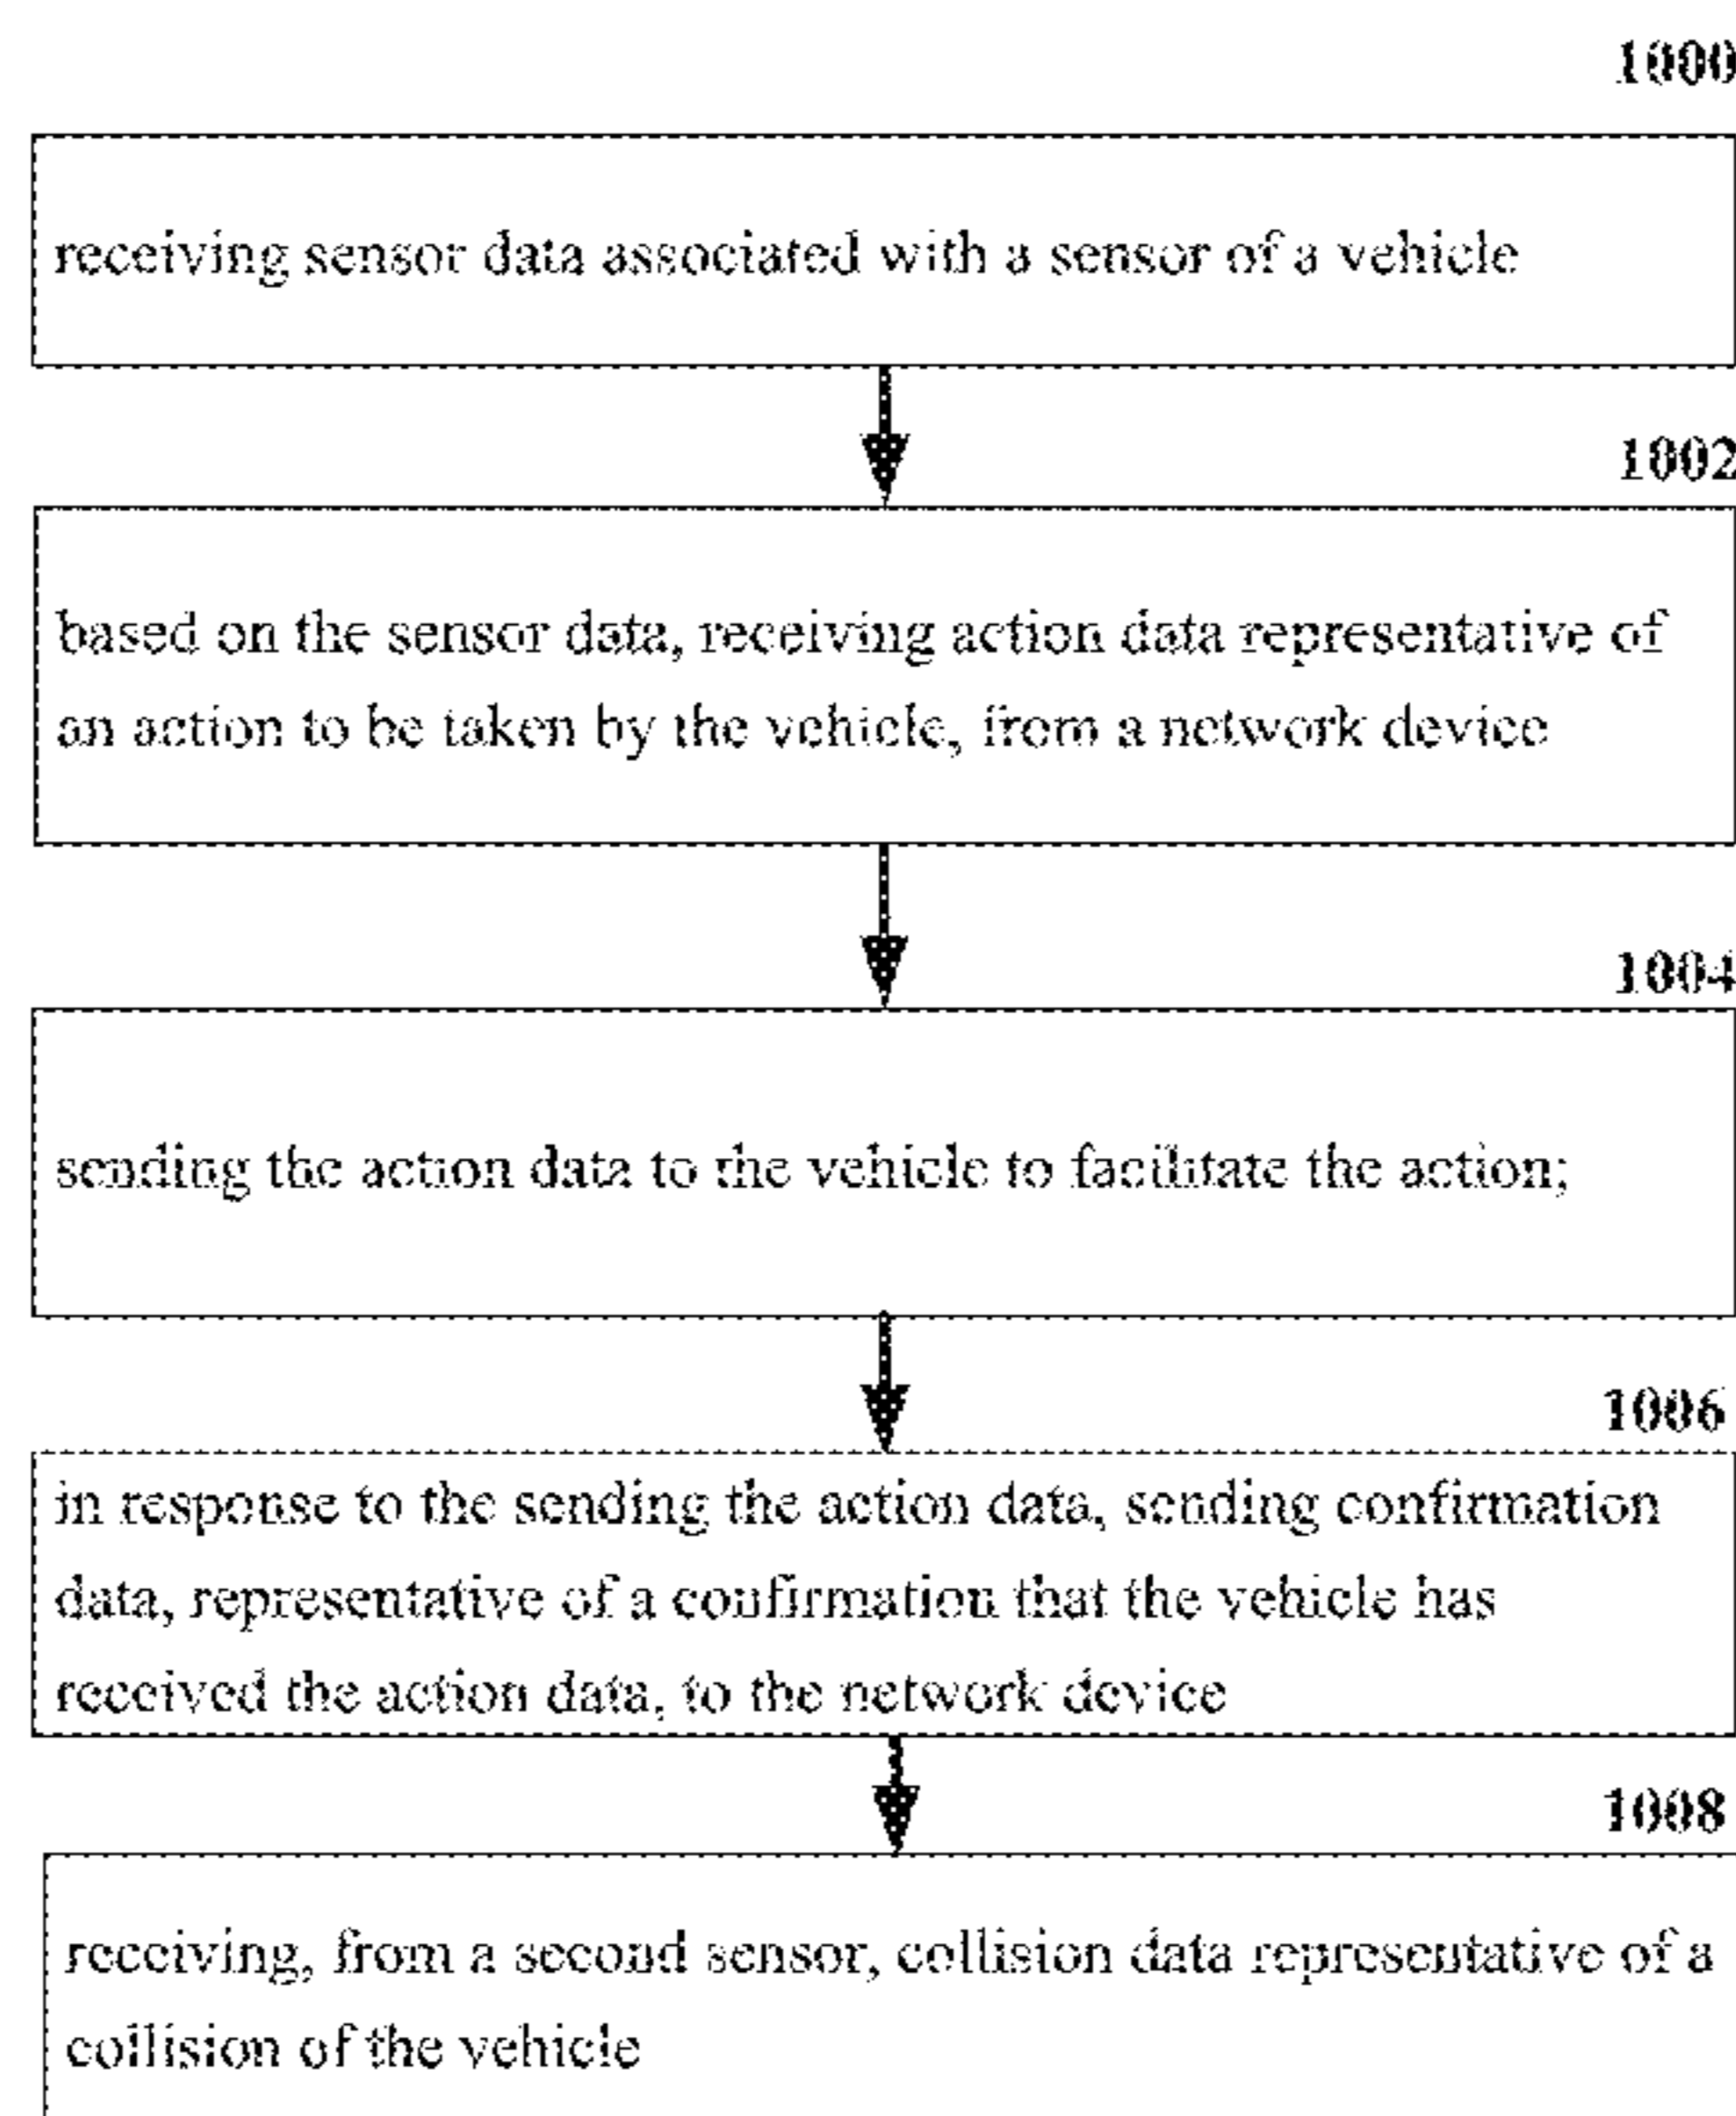 1000
receiving sensor data associated with a sensor of a vehicle
1002
based on the sensor data, receiving action data representative of
an action to be taken by the vehicle, from a network device
1004
sending the action data to the vehicle to facilitate the action;
1006
in response to the sending the action data, sending confirmation
data, representative of a confirmation that the vehicle has
received the action data, to the network device
1008
receiving, from a second sensor, collision data representative of a
collision of the vehicle